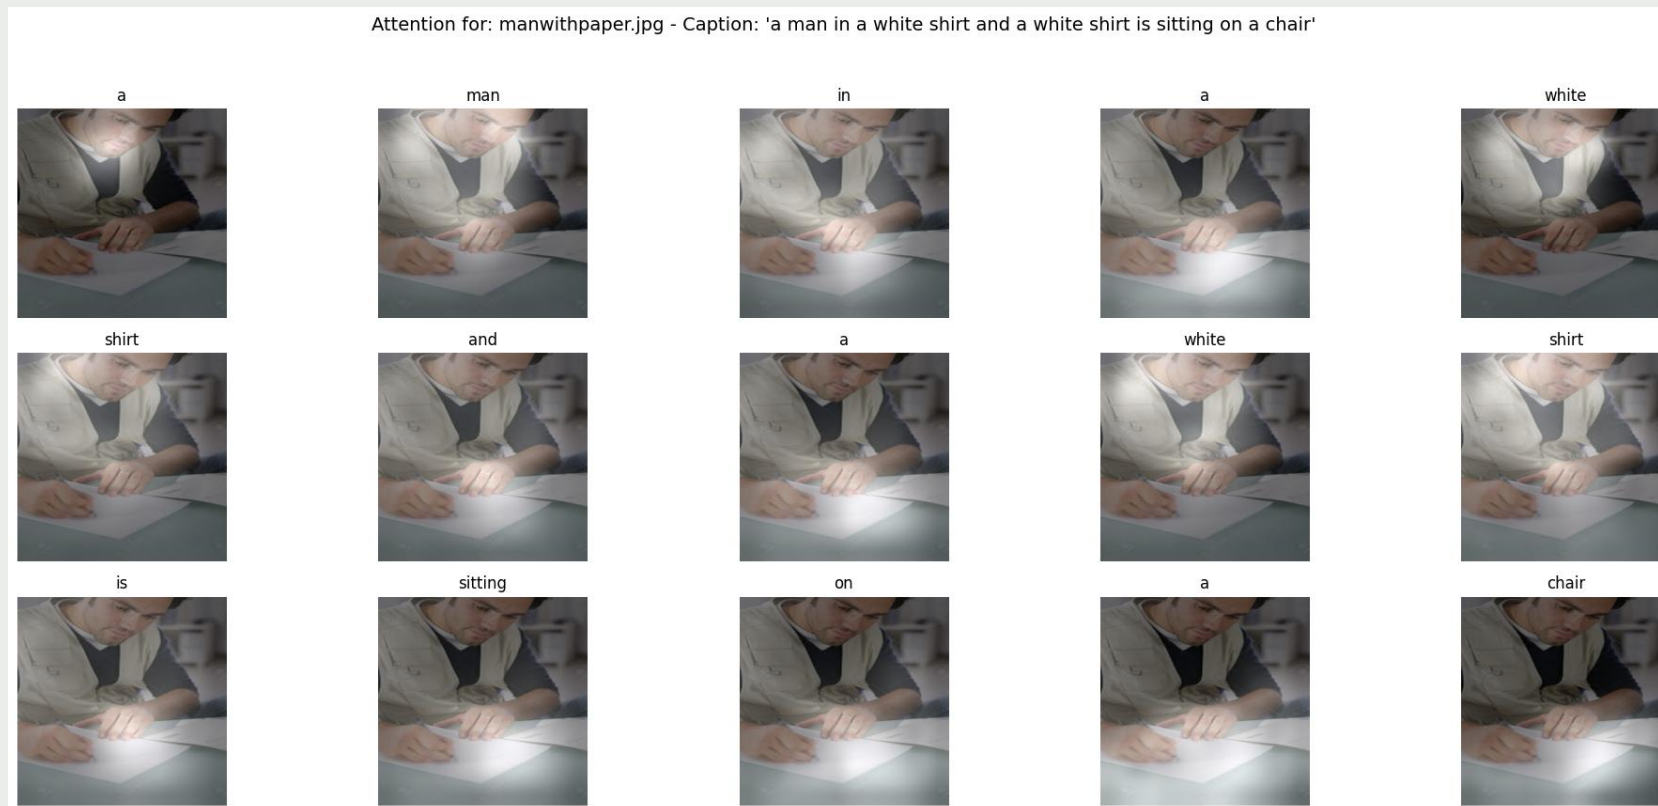 Attention for: manwithpaper.jpg - Caption: 'a man in a white shirt and a white shirt is sitting on a chair'
a man in a white
shirt and a white shirt
is sitting on a chair